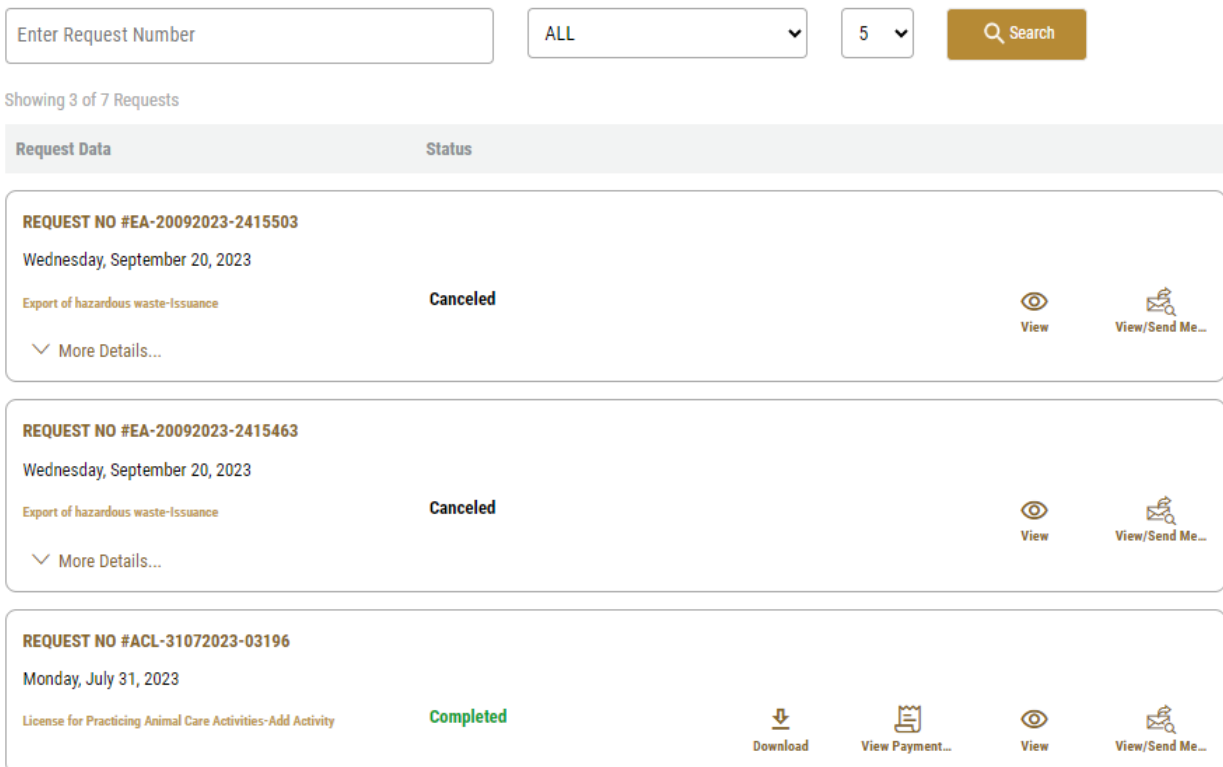 Enter Request Number
ALL
5
Search
Showing 3 of 7 Requests
Request Data Status
REQUEST NO #EA-20092023-2415503
Wednesday, September 20, 2023
Export of hazardous waste-Issuance
Canceled
View
View/Send Me...
More Details...
REQUEST NO #EA-20092023-2415463
Wednesday, September 20, 2023
Export of hazardous waste-Issuance
Canceled
View
View/Send Me...
More Details...
REQUEST NO #ACL-31072023-03196
Monday, July 31, 2023
License for Practicing Animal Care Activities-Add Activity
Completed
Download
View Payment...
View
View/Send Me...